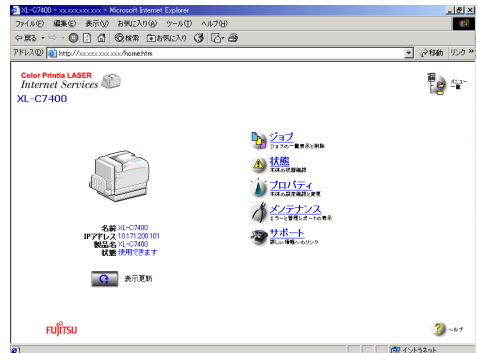 XL-C7400 - xxx.xxx.xxx.xxx - Microsoft Internet Explorer
ファイル(F) 編集(E) 表示(V) お気に入り(A) ツール(T) ヘルプ(H)
戻る 検索 お気に入り
アドレス(D) http://xxx.xxx.xxx.xxx/home.htm 移動 リンク »
Color Printia LASER
Internet Services
XL-C7400
メニュー
一覧
ジョブ
ジョブの一覧表示と削除
状態
本体の状態確認
プロパティ
本体の設定確認と変更
メンテナンス
エラーと管理レポートの表示
サポート
詳しい情報へのリンク
名前 XL-C7400
IPアドレス 10.171.200.101
製品名 XL-C7400
状態 使用できます
表示更新
FUJITSU
ヘルプ
イントラネット